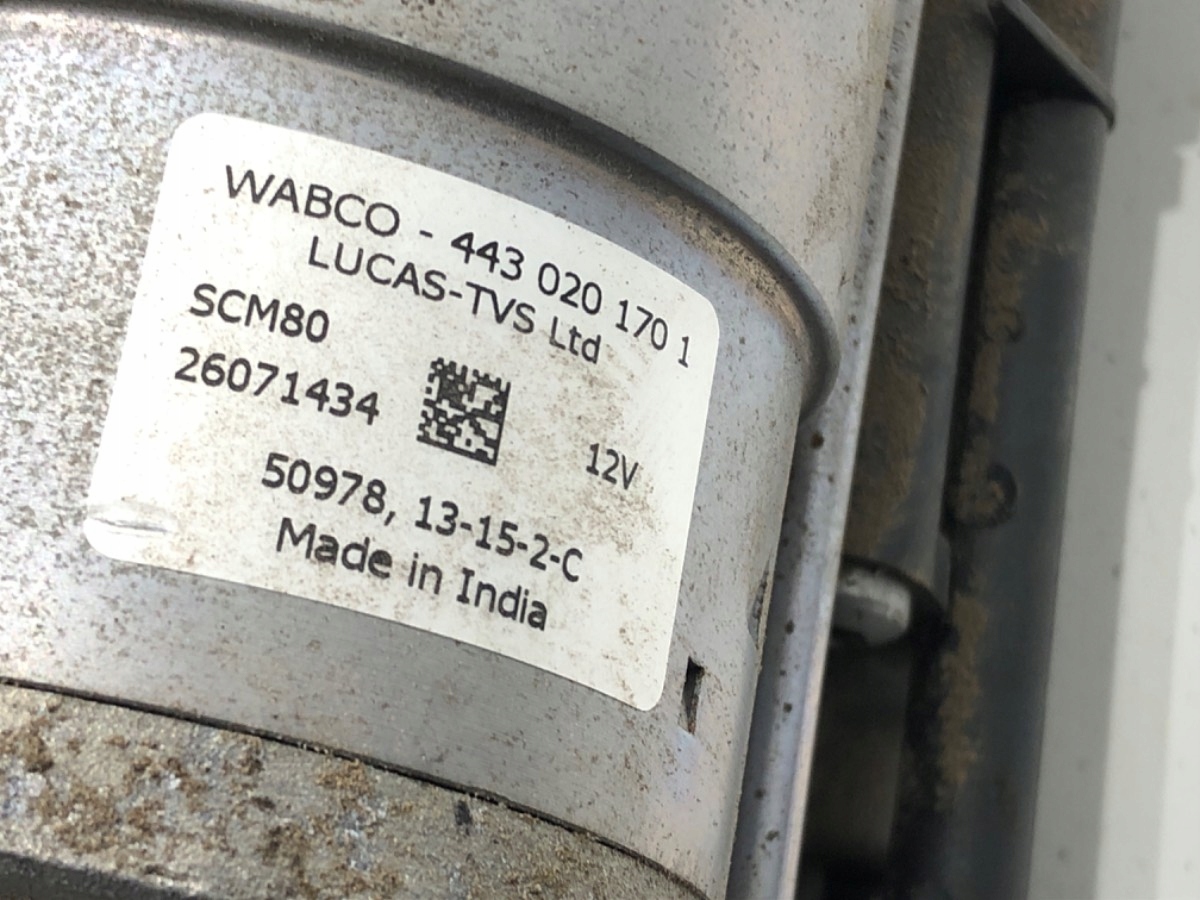 WABCO - 443 020 170 1
LUCAS-TVS Ltd
SCM80
26071434
12V
50978, 13-15-2-C
Made in India